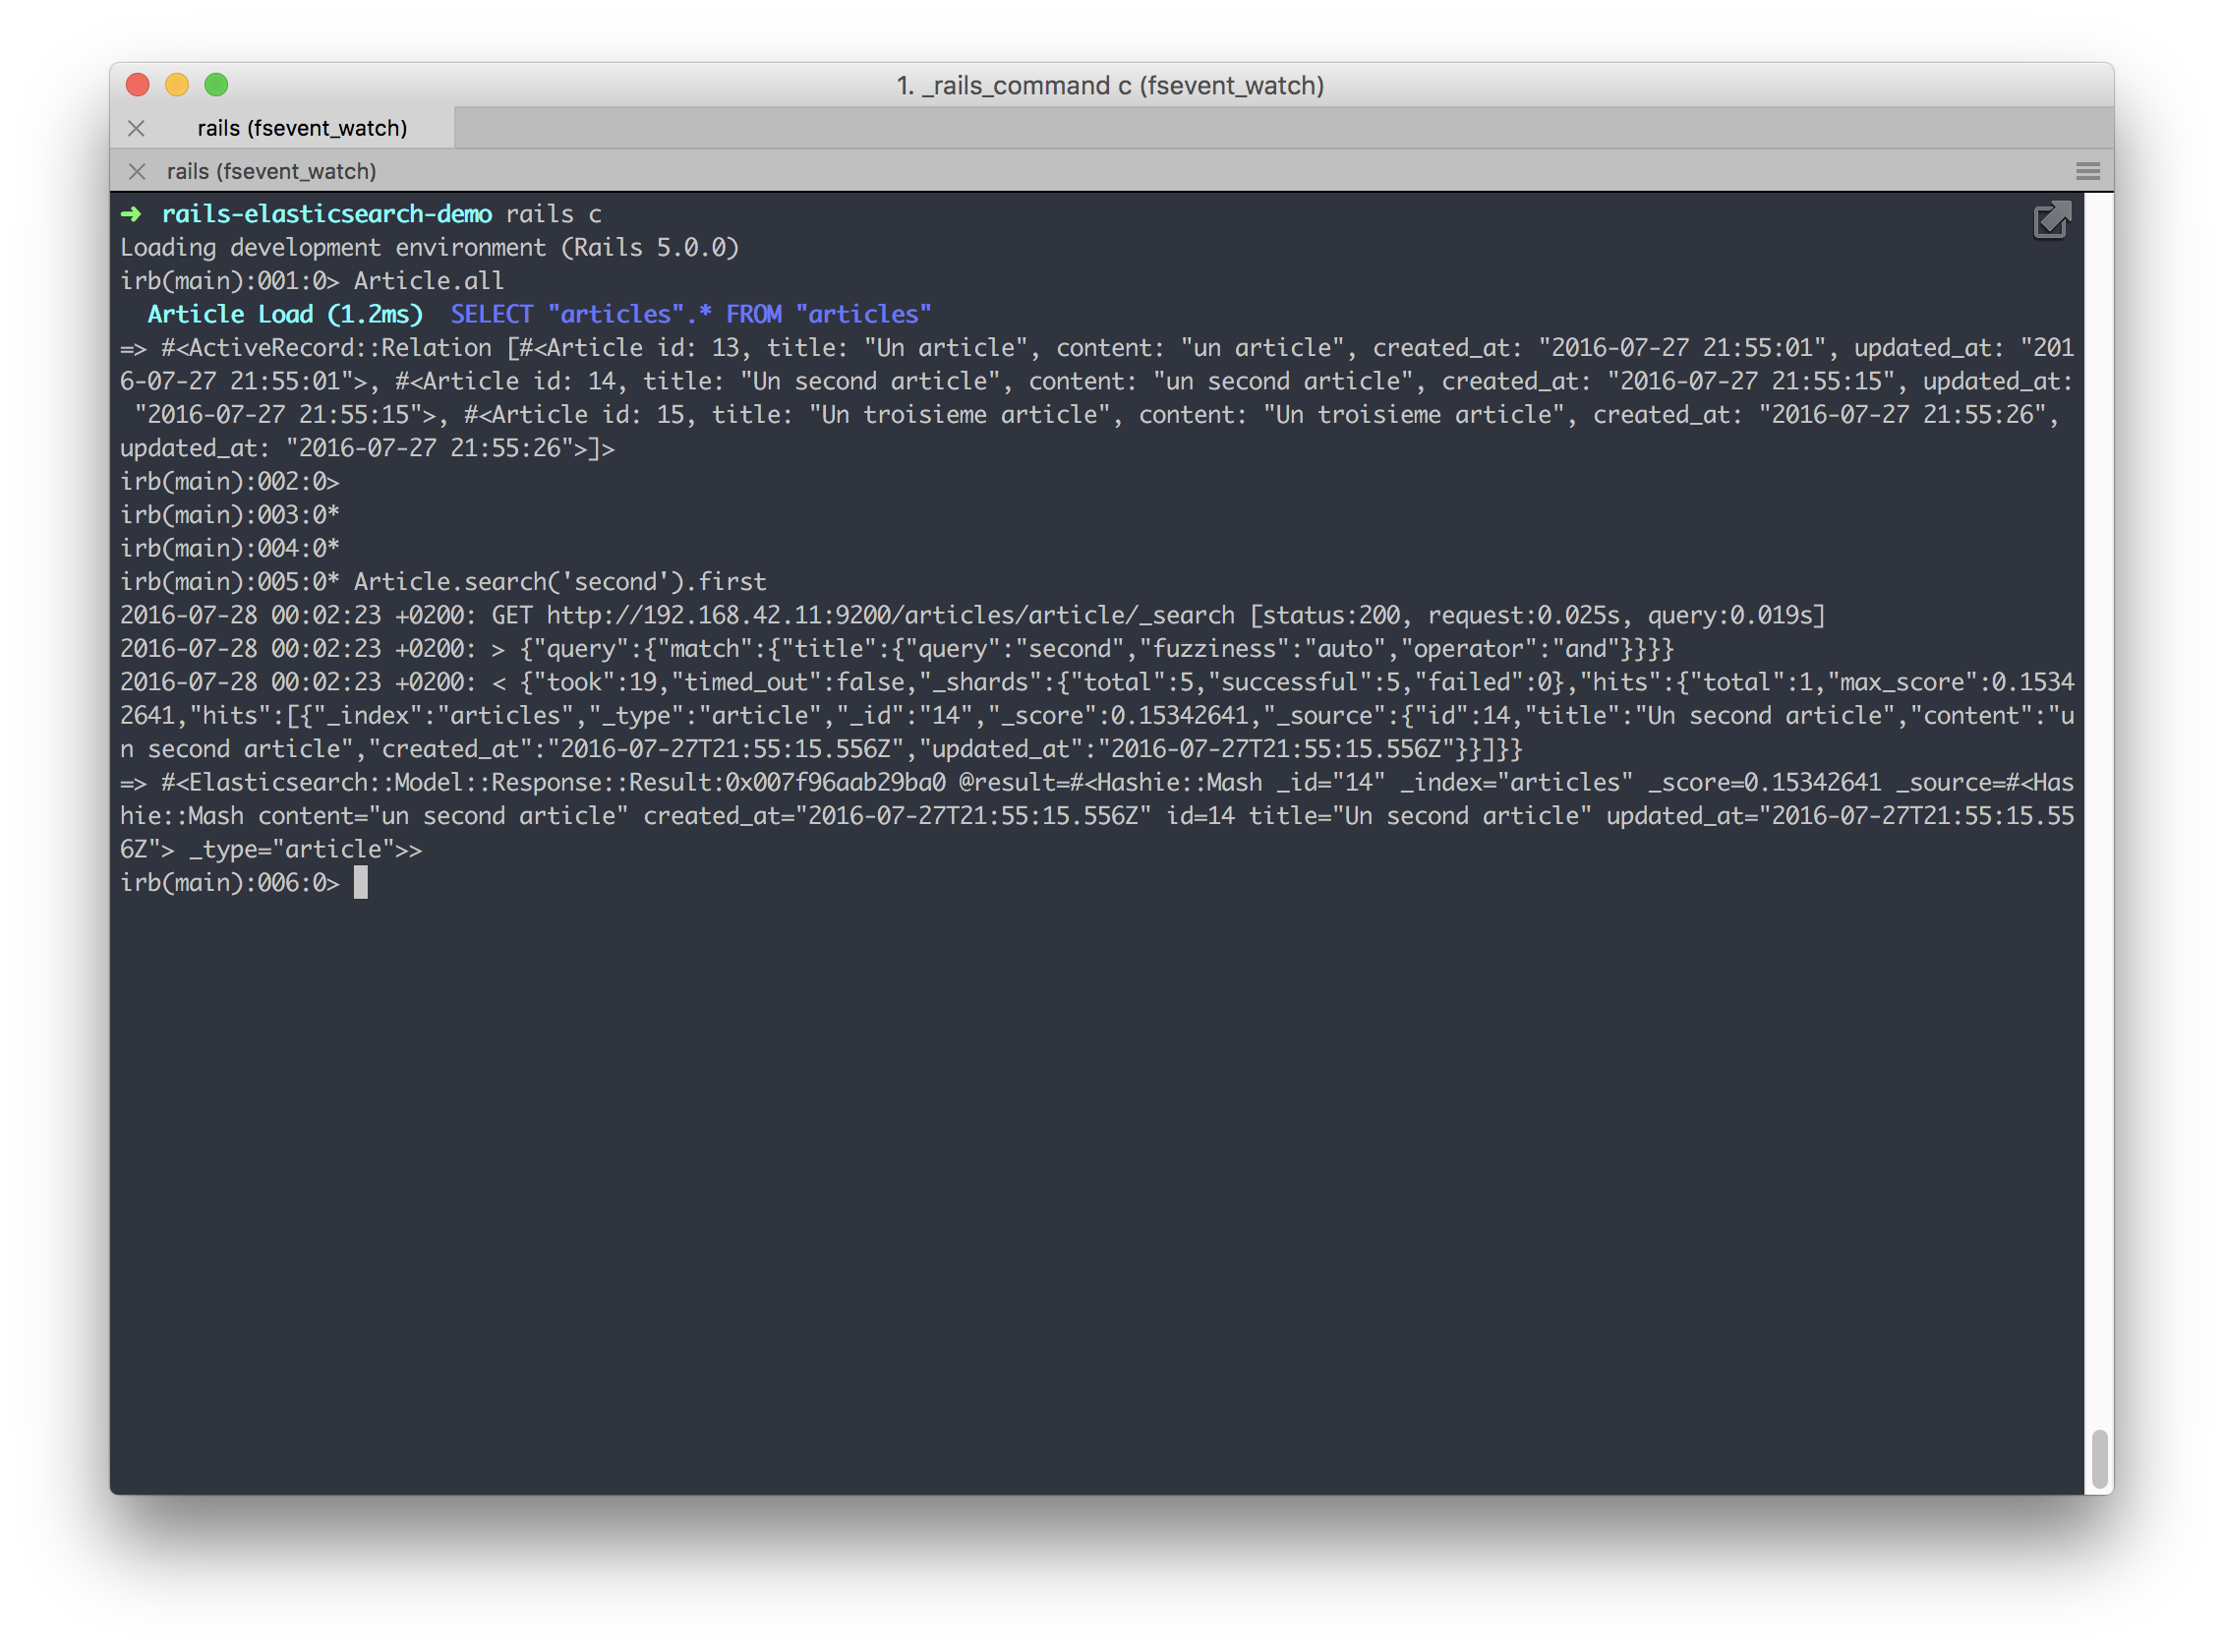 1. _rails_command c (fsevent_watch)
rails (fsevent_watch)
rails (fsevent_watch)
➜ rails-elasticsearch-demo rails c
Loading development environment (Rails 5.0.0)
irb(main):001:0> Article.all
  Article Load (1.2ms)  SELECT "articles".* FROM "articles"
=> #<ActiveRecord::Relation [#<Article id: 13, title: "Un article", content: "un article", created_at: "2016-07-27 21:55:01", updated_at: "201
6-07-27 21:55:01">, #<Article id: 14, title: "Un second article", content: "un second article", created_at: "2016-07-27 21:55:15", updated_at:
 "2016-07-27 21:55:15">, #<Article id: 15, title: "Un troisieme article", content: "Un troisieme article", created_at: "2016-07-27 21:55:26",
updated_at: "2016-07-27 21:55:26">]>
irb(main):002:0>
irb(main):003:0*
irb(main):004:0*
irb(main):005:0* Article.search('second').first
2016-07-28 00:02:23 +0200: GET http://192.168.42.11:9200/articles/article/_search [status:200, request:0.025s, query:0.019s]
2016-07-28 00:02:23 +0200: > {"query":{"match":{"title":{"query":"second","fuzziness":"auto","operator":"and"}}}}
2016-07-28 00:02:23 +0200: < {"took":19,"timed_out":false,"_shards":{"total":5,"successful":5,"failed":0},"hits":{"total":1,"max_score":0.1534
2641,"hits":[{"_index":"articles","_type":"article","_id":"14","_score":0.15342641,"_source":{"id":14,"title":"Un second article","content":"u
n second article","created_at":"2016-07-27T21:55:15.556Z","updated_at":"2016-07-27T21:55:15.556Z"}}]}}
=> #<Elasticsearch::Model::Response::Result:0x007f96aab29ba0 @result=#<Hashie::Mash _id="14" _index="articles" _score=0.15342641 _source=#<Has
hie::Mash content="un second article" created_at="2016-07-27T21:55:15.556Z" id=14 title="Un second article" updated_at="2016-07-27T21:55:15.55
6Z"> _type="article">>
irb(main):006:0>